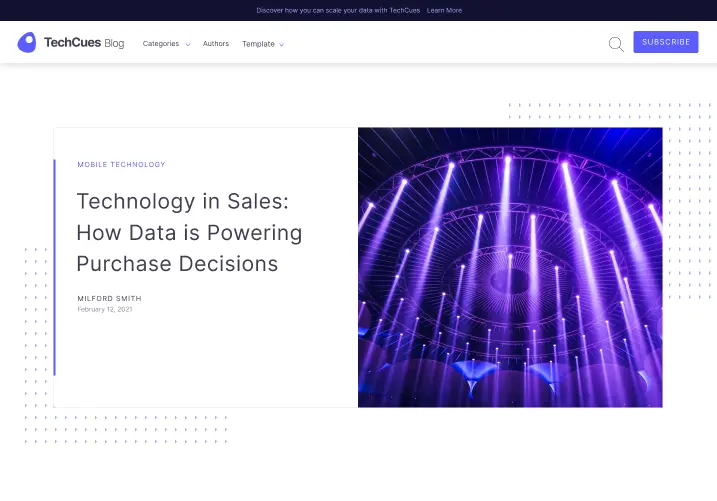 Discover how you can scale your data with TechCues Learn More
TechCues Blog
Categories
Authors
Template
SUBSCRIBE
MOBILE TECHNOLOGY
Technology in Sales:
How Data is Powering
Purchase Decisions
MILFORD SMITH
February 12, 2021